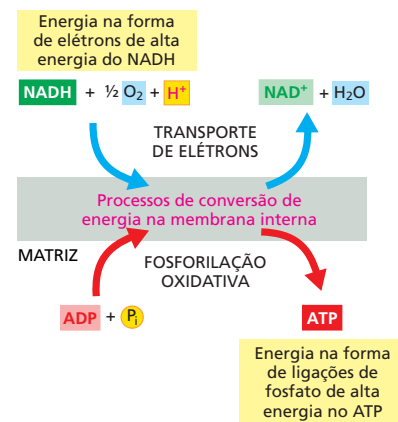 Energia na forma
de elétrons de alta
energia do NADH
NADH + ½ O₂ + H⁺
NAD⁺ + H₂O
TRANSPORTE
DE ELÉTRONS
Processos de conversão de
energia na membrana interna
MATRIZ
FOSFORILAÇÃO
OXIDATIVA
ADP + Pᵢ
ATP
Energia na forma
de ligações de
fosfato de alta
energia no ATP